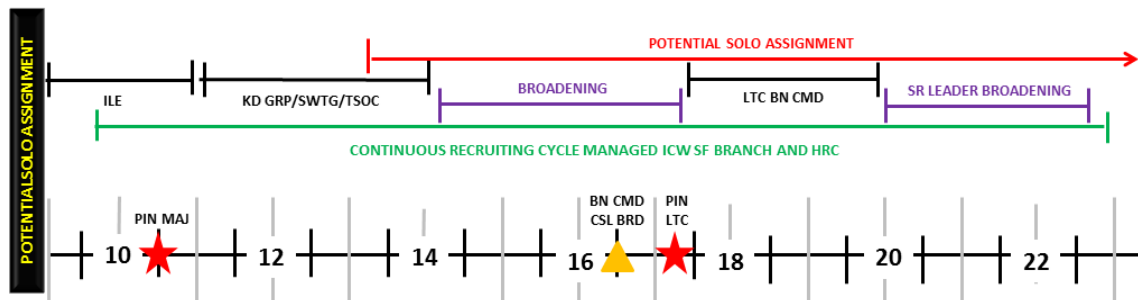 POTENTIALSOLO ASSIGNMENT
POTENTIAL SOLO ASSIGNMENT
ILE
KD GRP/SWTG/TSOC
BROADENING
LTC BN CMD
SR LEADER BROADENING
CONTINUOUS RECRUITING CYCLE MANAGED ICW SF BRANCH AND HRC
PIN MAJ
BN CMD
CSL BRD
PIN
LTC
10
12
14
16
18
20
22